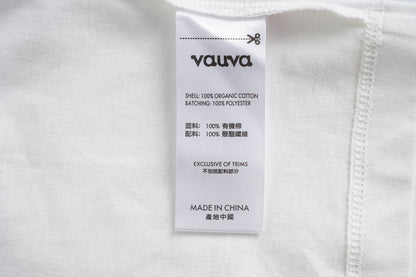 vauva
SHELL: 100% ORGANIC COTTON
BATCHING: 100% POLYESTER
面料: 100% 有機棉
配料: 100% 聚酯纖維
EXCLUSIVE OF TRIMS
不包括配料部分
MADE IN CHINA
產地中國